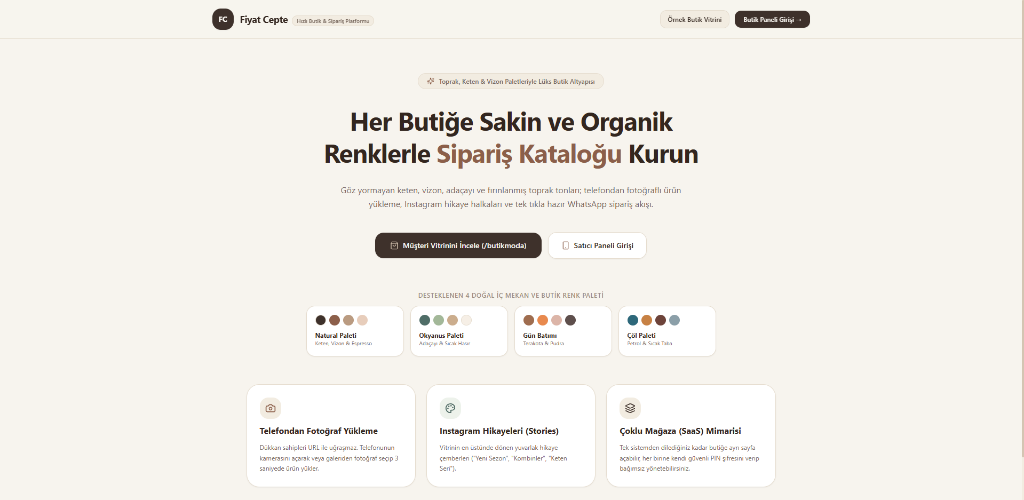 FC Fiyat Cepte Hızlı Butik & Sipariş Platformu Örnek Butik Vitrini Butik Paneli Girişi →
Toprak, Keten & Vizon Paletleriyle Lüks Butik Altyapısı
Her Butiğe Sakin ve Organik
Renklerle Sipariş Kataloğu Kurun
Göz yormayan keten, vizon, adaçayı ve fırınlanmış toprak tonları; telefondan fotoğraflı ürün
yükleme, Instagram hikaye halkaları ve tek tıkla hazır WhatsApp sipariş akışı.
Müşteri Vitrinini İncele (/butikmoda) Satıcı Paneli Girişi
DESTEKLENEN 4 DOĞAL İÇ MEKAN VE BUTİK RENK PALETİ
Natural Paleti
Keten, Vizon & Espresso
Okyanus Paleti
Adaçayı & Sıcak Hasır
Gün Batımı
Terakota & Pudra
Çöl Paleti
Petrol & Sıcak Taba
Telefondan Fotoğraf Yükleme
Dükkan sahipleri URL ile uğraşmaz. Telefonunun
kamerasını açarak veya galeriden fotoğraf seçip 3
saniyede ürün yükler.
Instagram Hikayeleri (Stories)
Vitrinin en üstünde dönen yuvarlak hikaye
çemberleri ("Yeni Sezon", "Kombinler", "Keten
Seri").
Çoklu Mağaza (SaaS) Mimarisi
Tek sistemden dilediğiniz kadar butiğe ayrı sayfa
açabilir, her birine kendi güvenli PIN şifresini verip
bağımsız yönetebilirsiniz.